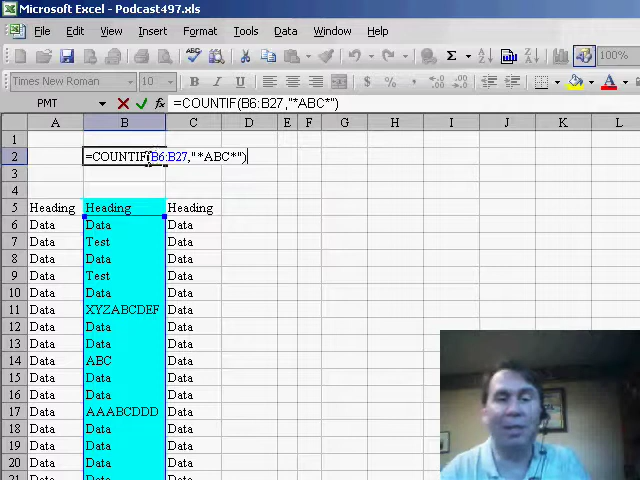 Microsoft Excel - Podcast497.xls
File Edit View Insert Format Tools Data Window Help
100%
Times New Roman 10 B I U $ % ,
PMT =COUNTIF(B6:B27,"*ABC*")
A B C D E F G H I J K L
1
2 =COUNTIF(B6:B27,"*ABC*")
3
4
5 Heading Heading Heading
6 Data Data Data
7 Data Test Data
8 Data Data Data
9 Data Test Data
10 Data Data Data
11 Data XYZABCDEF Data
12 Data Data Data
13 Data Data Data
14 Data ABC Data
15 Data Data Data
16 Data Data Data
17 Data AAABCDDD Data
18 Data Data Data
19 Data Data Data
20 Data Data Data